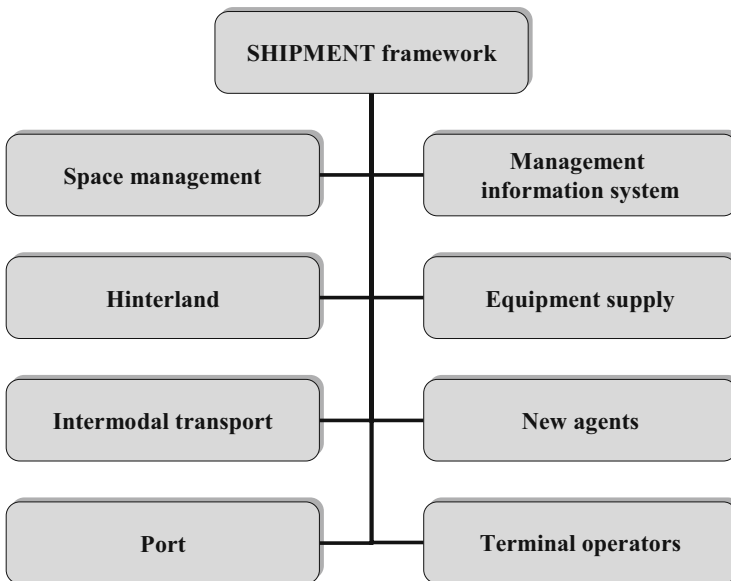 SHIPMENT framework
Space management
Management
information system
Hinterland
Equipment supply
Intermodal transport
New agents
Port
Terminal operators